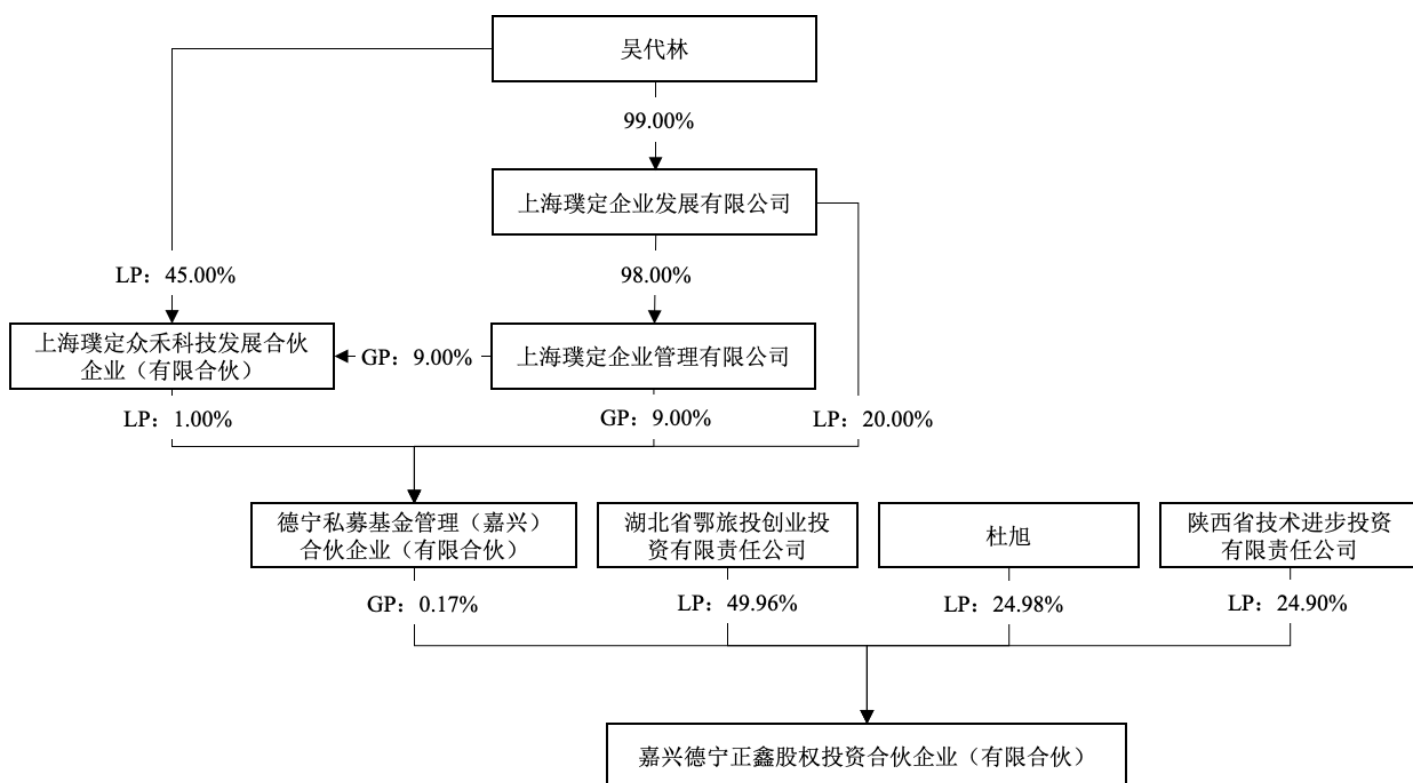 吴代林
99.00%
上海璞定企业发展有限公司
LP：45.00%
98.00%
上海璞定众禾科技发展合伙
企业（有限合伙）
GP：9.00%
上海璞定企业管理有限公司
LP：1.00%
GP：9.00%
LP：20.00%
德宁私募基金管理（嘉兴）
合伙企业（有限合伙）
湖北省鄂旅投创业投
资有限责任公司
杜旭
陕西省技术进步投资
有限责任公司
GP：0.17%
LP：49.96%
LP：24.98%
LP：24.90%
嘉兴德宁正鑫股权投资合伙企业（有限合伙）